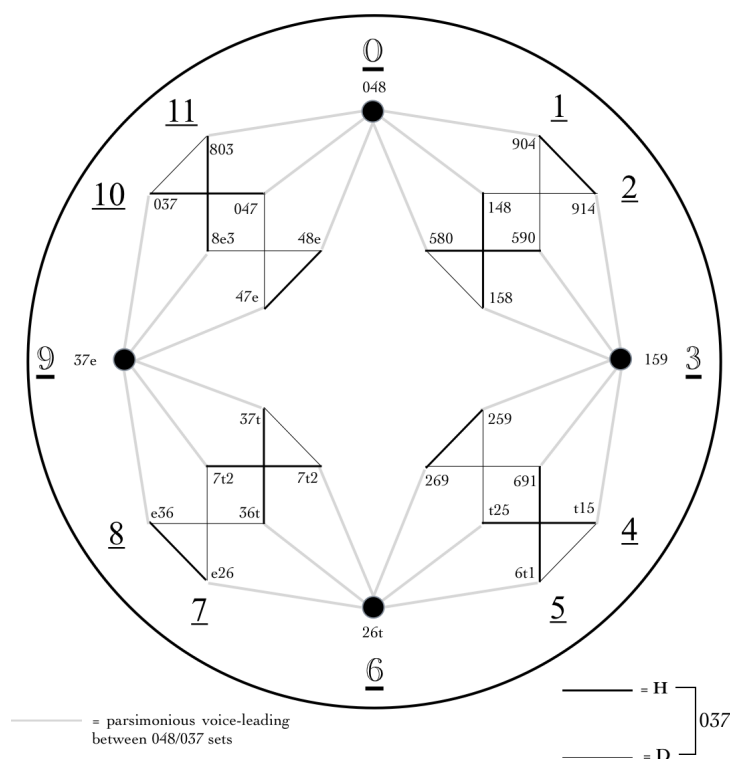 0
048
11
1
803
904
10
2
037
047
148
914
8e3
48e
580
590
47e
158
9
37e
159
3
37t
259
7t2
7t2
269
691
e36
36t
t25
t15
8
4
e26
6t1
7
5
26t
6
= H
037
= parsimonious voice-leading
between 048/037 sets
= D